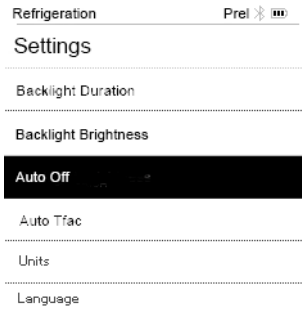 Refrigeration Prel
Settings
Backlight Duration
Backlight Brightness
Auto Off
Auto Tfac
Units
Language